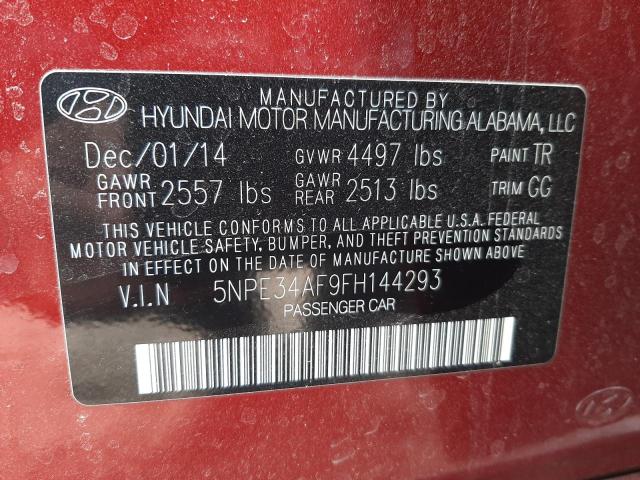 MANUFACTURED BY
HYUNDAI MOTOR MANUFACTURING ALABAMA, LLC
Dec/01/14 GVWR 4497 lbs PAINT TR
GAWR FRONT 2557 lbs GAWR REAR 2513 lbs TRIM GG
THIS VEHICLE CONFORMS TO ALL APPLICABLE U.S.A. FEDERAL
MOTOR VEHICLE SAFETY, BUMPER, AND THEFT PREVENTION STANDARDS
IN EFFECT ON THE DATE OF MANUFACTURE SHOWN ABOVE.
V.I.N 5NPE34AF9FH144293
PASSENGER CAR